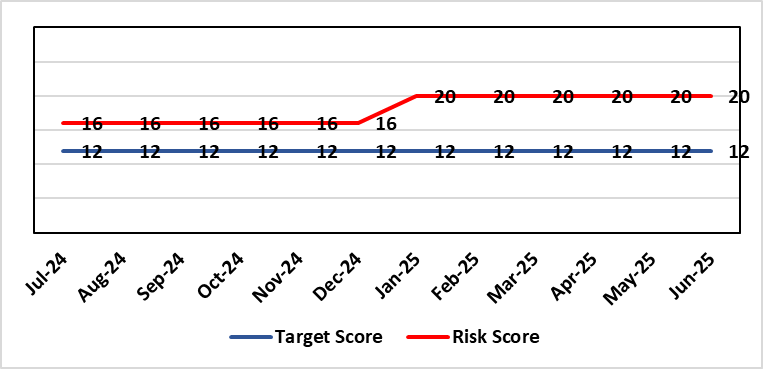 20 20 20 20 20 20
16 16 16 16 16 16
12 12 12 12 12 12 12 12 12 12 12 12
Jul-24 Aug-24 Sep-24 Oct-24 Nov-24 Dec-24 Jan-25 Feb-25 Mar-25 Apr-25 May-25 Jun-25
Target Score Risk Score